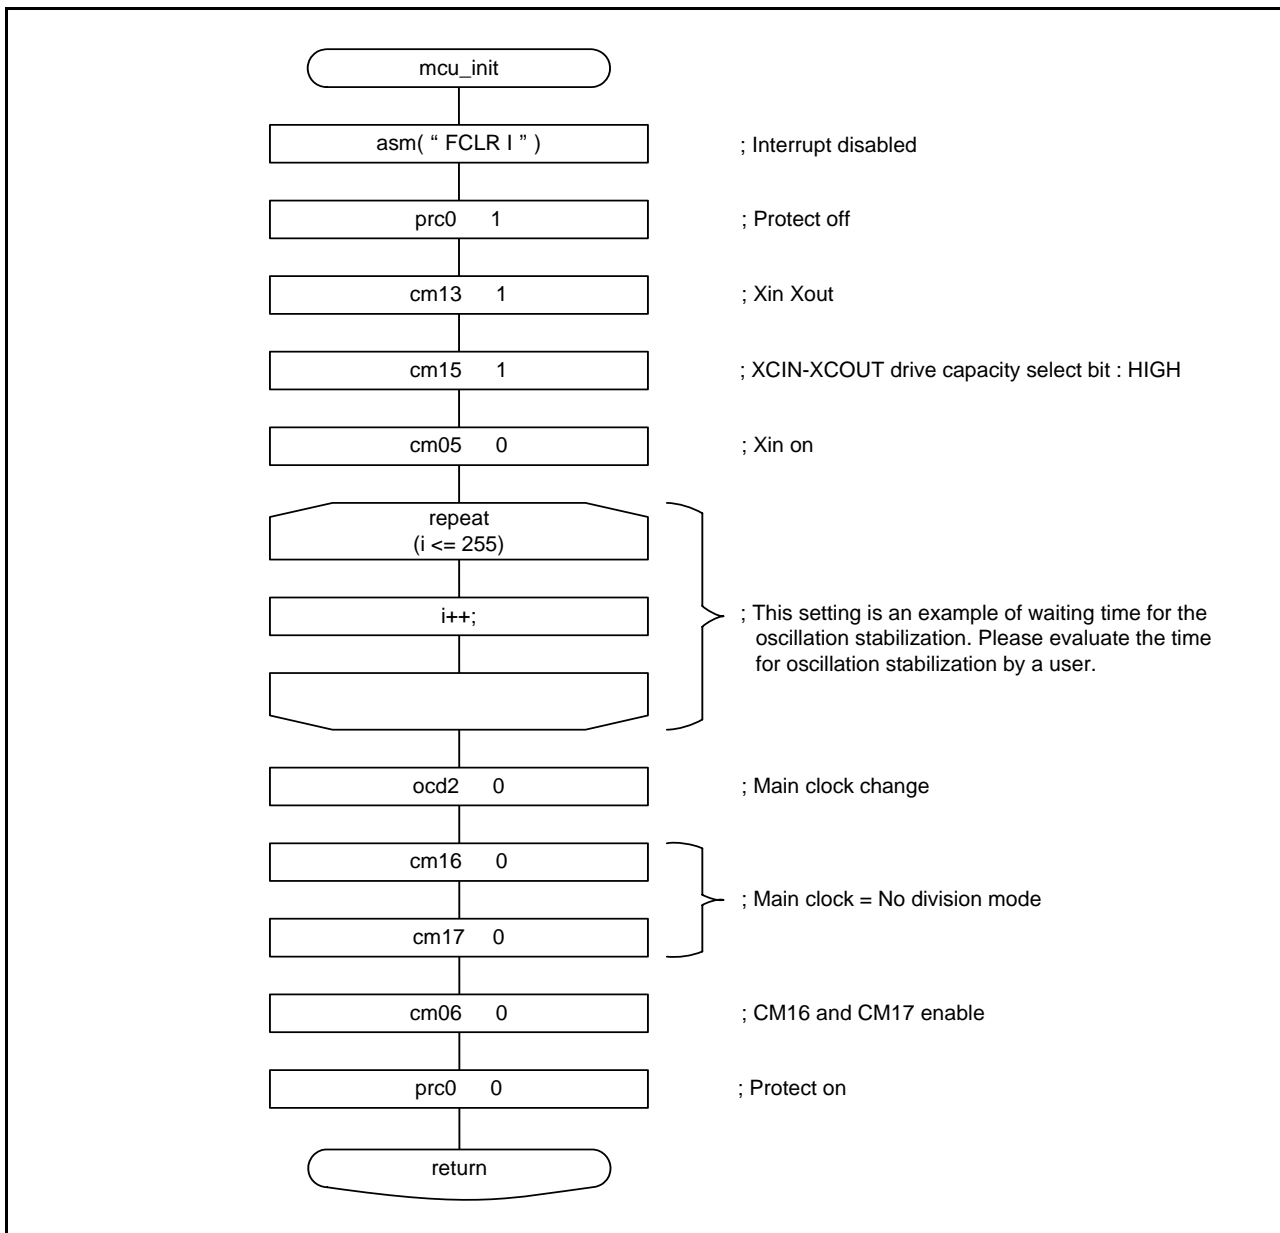 mcu_init
asm( “ FCLR I ” )
; Interrupt disabled
prc0 1
; Protect off
cm13 1
; Xin Xout
cm15 1
; XCIN-XCOUT drive capacity select bit : HIGH
cm05 0
; Xin on
repeat
(i <= 255)
i++;
; This setting is an example of waiting time for the
oscillation stabilization. Please evaluate the time
for oscillation stabilization by a user.
ocd2 0
; Main clock change
cm16 0
; Main clock = No division mode
cm17 0
cm06 0
; CM16 and CM17 enable
prc0 0
; Protect on
return